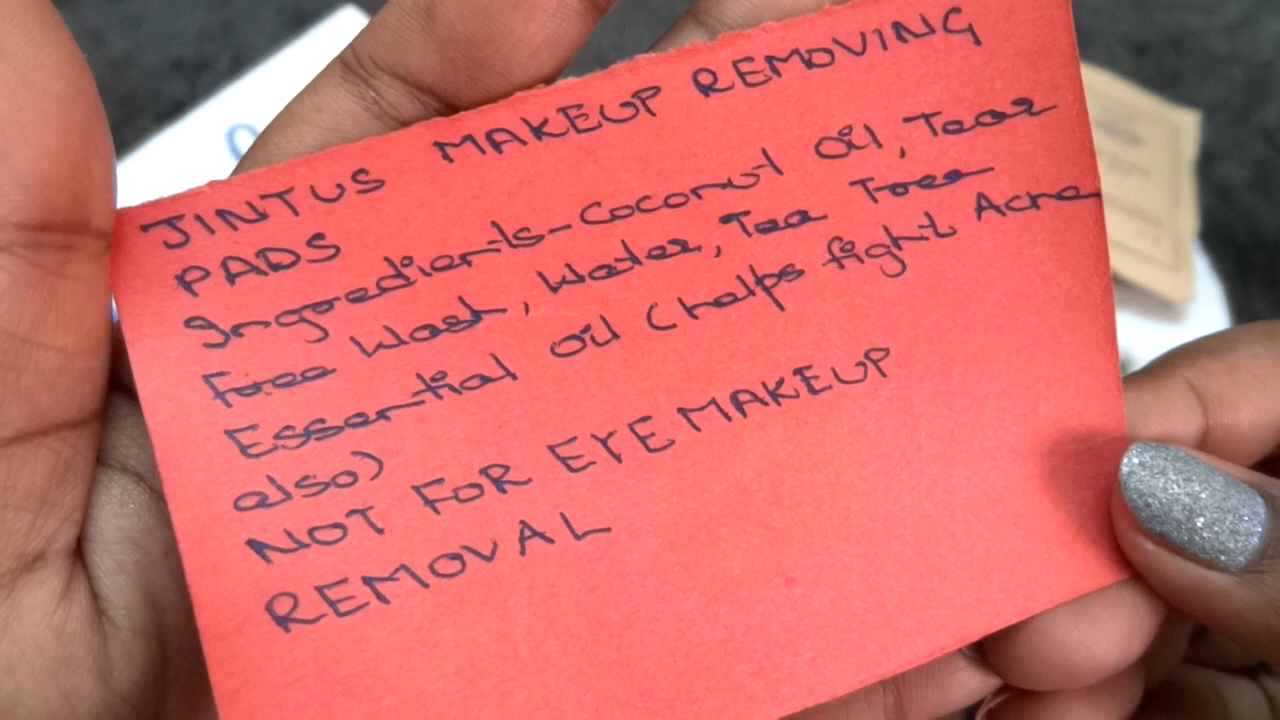 JINTUS MAKEUP REMOVING
PADS
Ingredients-Coconut Oil, Tear
Free Wash, Water, Tea Tree
Essential oil (helps fight Acne
also)
NOT FOR EYE MAKEUP
REMOVAL